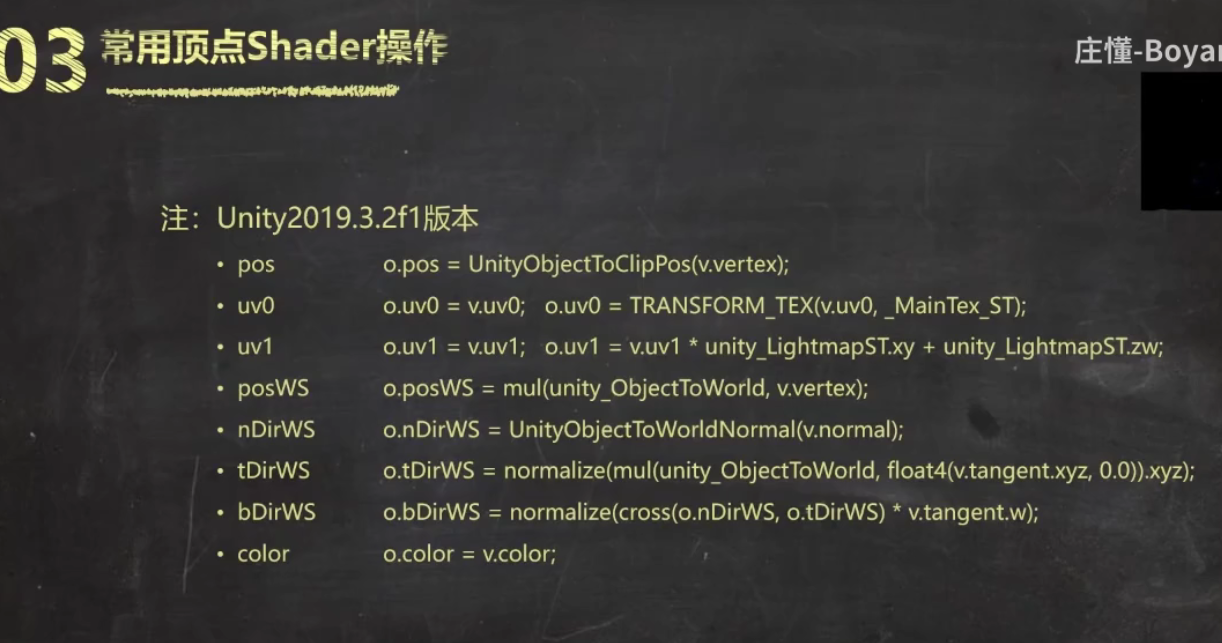 03 常用顶点Shader操作
庄懂-Boyan
注：Unity2019.3.2f1版本
• pos o.pos = UnityObjectToClipPos(v.vertex);
• uv0 o.uv0 = v.uv0; o.uv0 = TRANSFORM_TEX(v.uv0, _MainTex_ST);
• uv1 o.uv1 = v.uv1; o.uv1 = v.uv1 * unity_LightmapST.xy + unity_LightmapST.zw;
• posWS o.posWS = mul(unity_ObjectToWorld, v.vertex);
• nDirWS o.nDirWS = UnityObjectToWorldNormal(v.normal);
• tDirWS o.tDirWS = normalize(mul(unity_ObjectToWorld, float4(v.tangent.xyz, 0.0)).xyz);
• bDirWS o.bDirWS = normalize(cross(o.nDirWS, o.tDirWS) * v.tangent.w);
• color o.color = v.color;